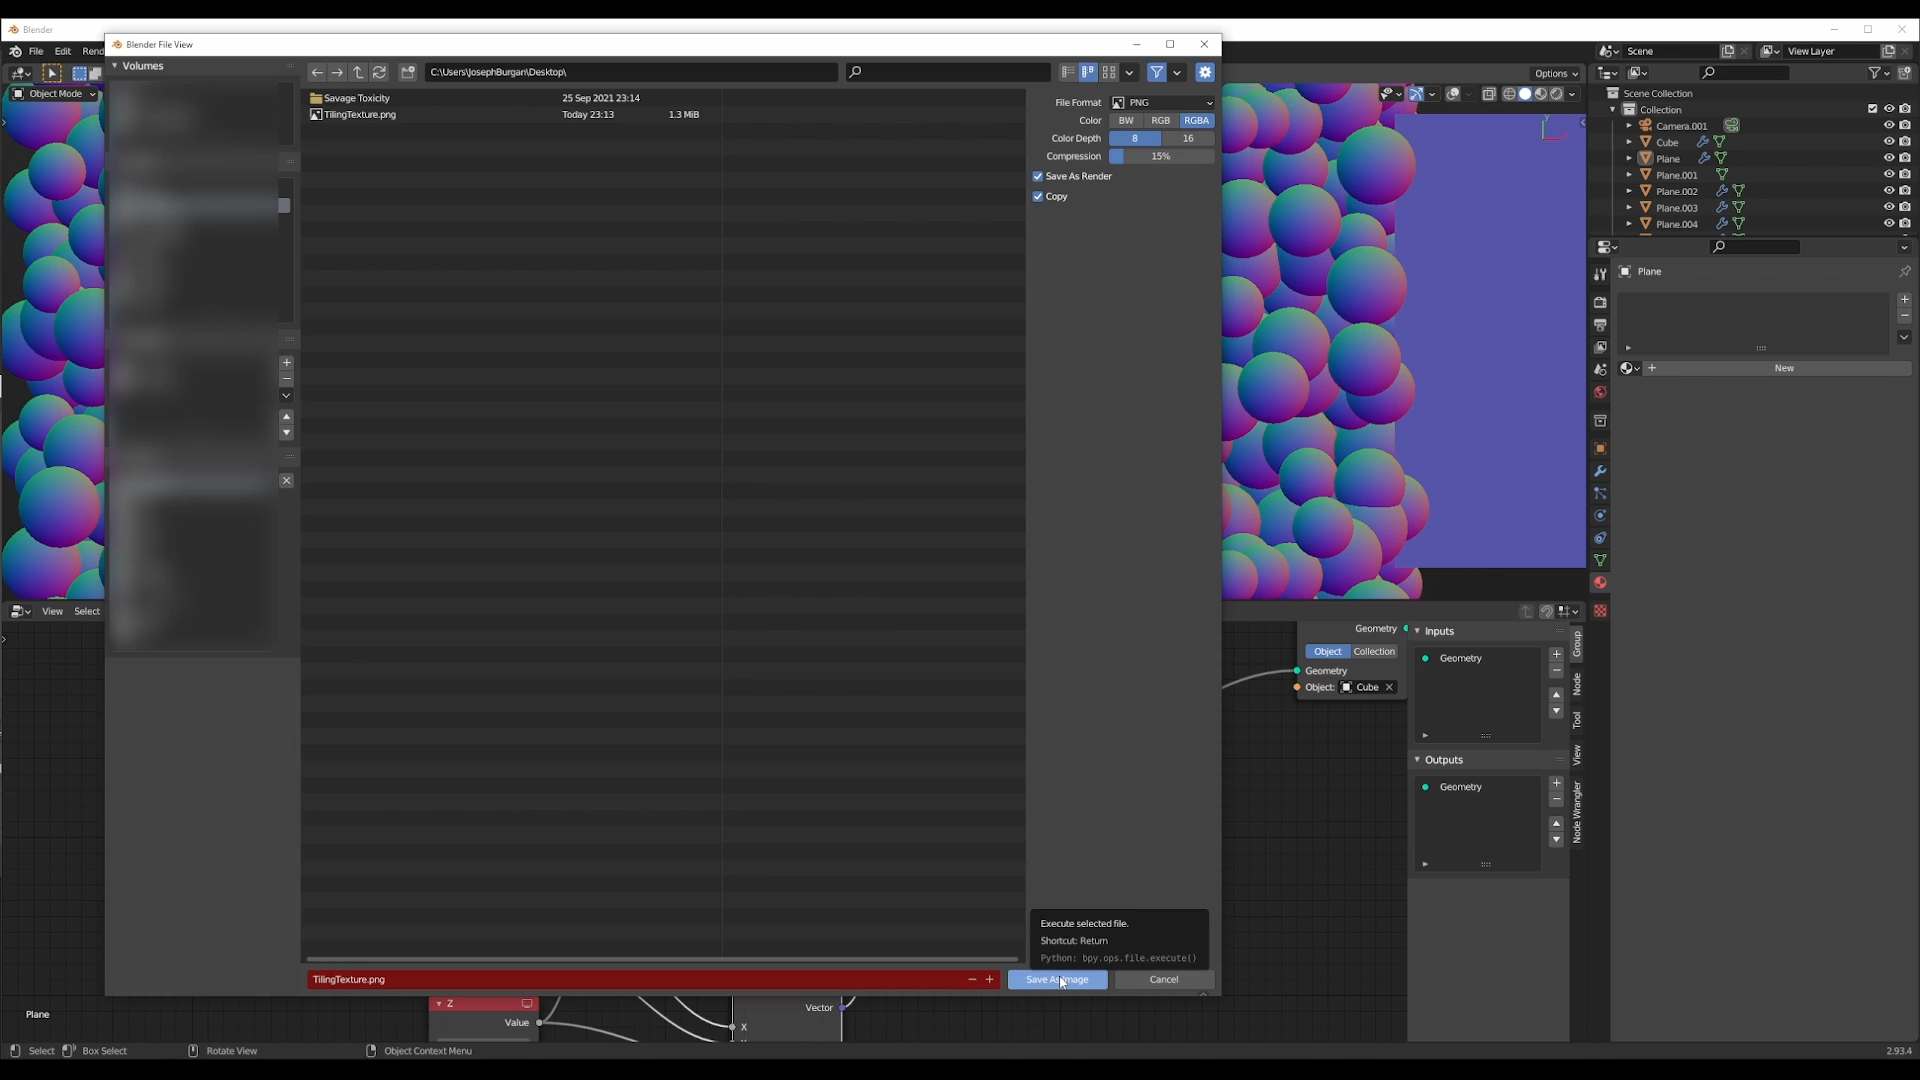 Blender
File Edit Rend
Blender File View
Volumes
C:\Users\JosephBurgan\Desktop\
Scene
View Layer
Object Mode
Options
Savage Toxicity 25 Sep 2021 23:14
TilingTexture.png Today 23:13 1.3 MiB
File Format PNG
Color BW RGB RGBA
Color Depth 8 16
Compression 15%
Save As Render
Copy
Scene Collection
Collection
Camera.001
Cube
Plane
Plane.001
Plane.002
Plane.003
Plane.004
Plane
New
Y
View Select
Geometry
Object Collection
Geometry
Object: Cube
Inputs
Geometry
Outputs
Geometry
Group
Node
Tool
View
Node Wrangler
Execute selected file.
Shortcut: Return
Python: bpy.ops.file.execute()
TilingTexture.png
Save As Image
Cancel
Z
Value
Vector
X
Plane
Select Box Select Rotate View Object Context Menu
2.93.4